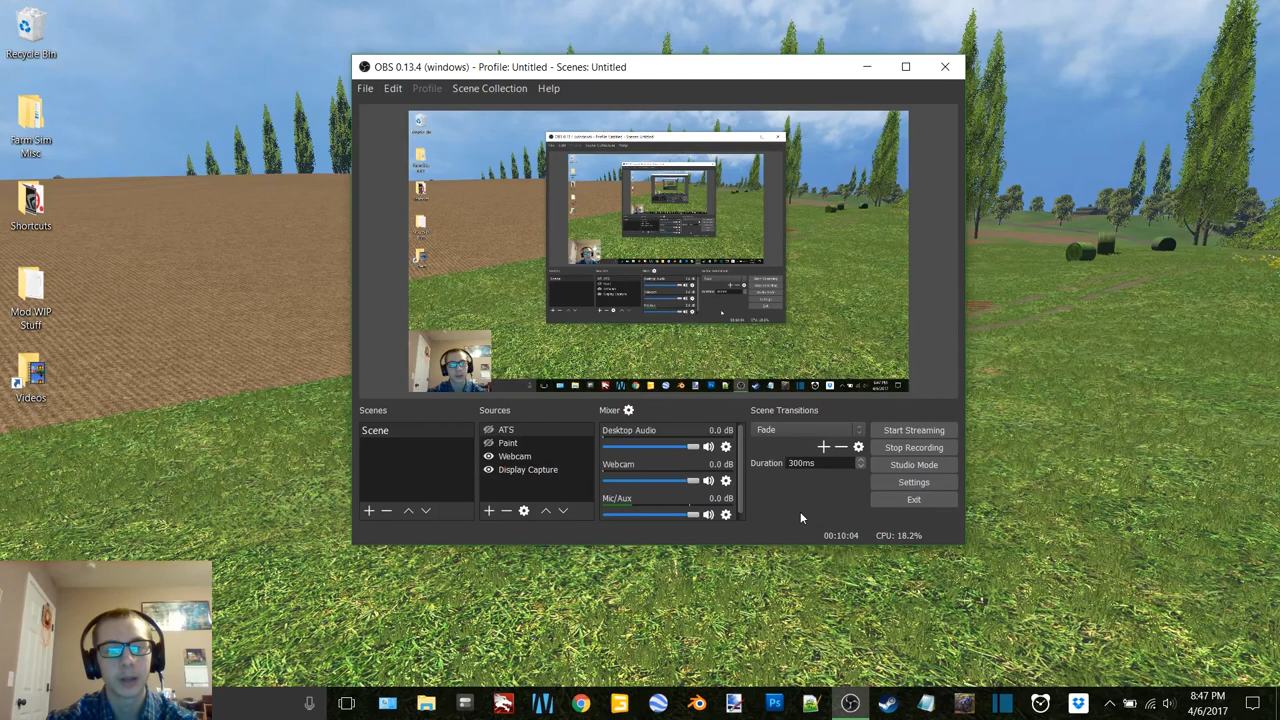 Recycle Bin
Farm Sim
Misc
Shortcuts
Mod WIP
Stuff
Videos
OBS 0.13.4 (windows) - Profile: Untitled - Scenes: Untitled
File Edit Profile Scene Collection Help
Scenes
Scene
Sources
ATS
Paint
Webcam
Display Capture
Mixer
Desktop Audio 0.0 dB
Webcam 0.0 dB
Mic/Aux 0.0 dB
Scene Transitions
Fade
Duration 300ms
Start Streaming
Stop Recording
Studio Mode
Settings
Exit
00:10:04 CPU: 18.2%
Ps
8:47 PM
4/6/2017